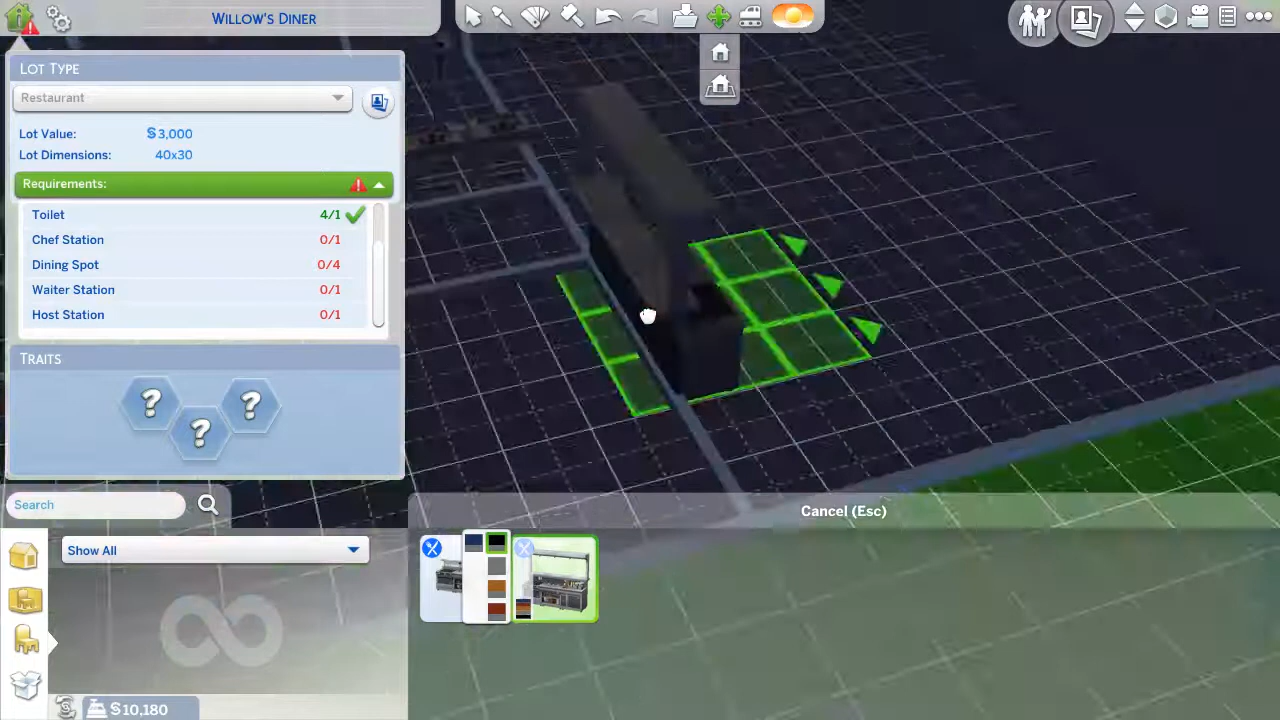 WILLOW'S DINER
LOT TYPE
Restaurant
Lot Value: §3,000
Lot Dimensions: 40x30
Requirements:
Toilet 4/1
Chef Station 0/1
Dining Spot 0/4
Waiter Station 0/1
Host Station 0/1
TRAITS
? ? ?
Search
Cancel (Esc)
Show All
§10,180